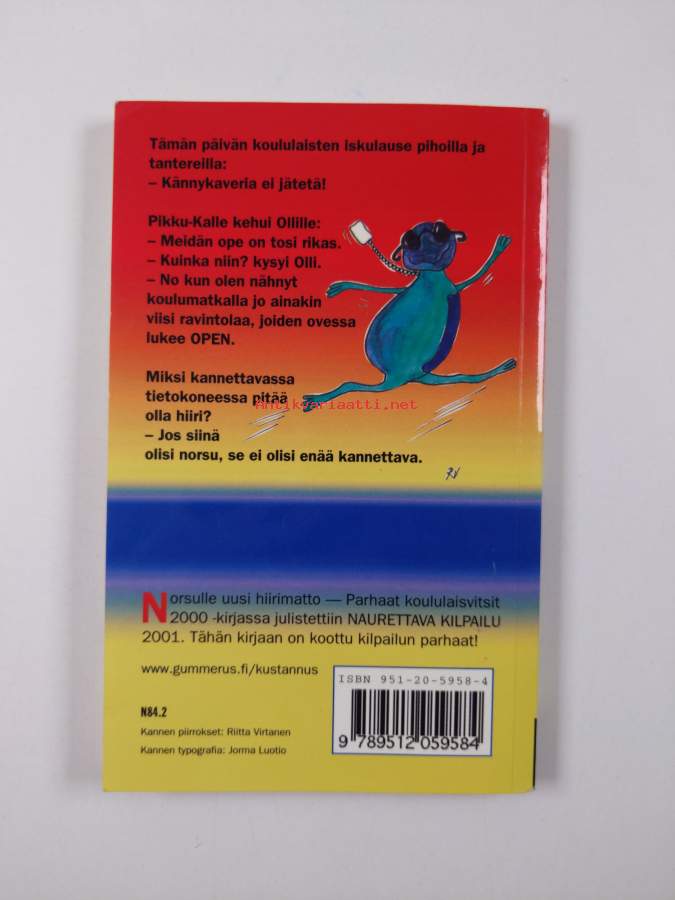 Tämän päivän koululaisten iskulause pihoilla ja
tantereilla:
– Kännykaveria ei jätetä!
Pikku-Kalle kehui Ollille:
– Meidän ope on tosi rikas.
– Kuinka niin? kysyi Olli.
– No kun olen nähnyt
koulumatkalla jo ainakin
viisi ravintolaa, joiden ovessa
lukee OPEN.
Miksi kannettavassa
tietokoneessa pitää
olla hiiri?
– Jos siinä
olisi norsu, se ei olisi enää kannettava.
Antikvariaatti.net
RV
Norsulle uusi hiirimatto — Parhaat koululaisvitsit
2000 -kirjassa julistettiin NAURETTAVA KILPAILU
2001. Tähän kirjaan on koottu kilpailun parhaat!
www.gummerus.fi/kustannus
N84.2
Kannen piirrokset: Riitta Virtanen
Kannen typografia: Jorma Luotio
ISBN 951-20-5958-4
9 789512 059584